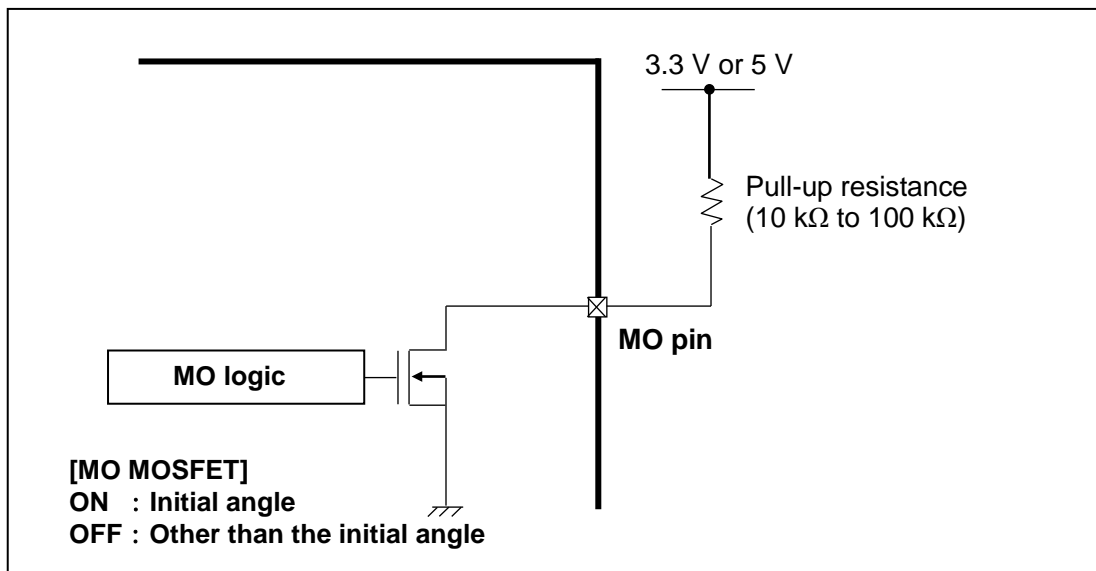 3.3 V or 5 V
Pull-up resistance
(10 kΩ to 100 kΩ)
MO pin
MO logic
[MO MOSFET]
ON : Initial angle
OFF : Other than the initial angle